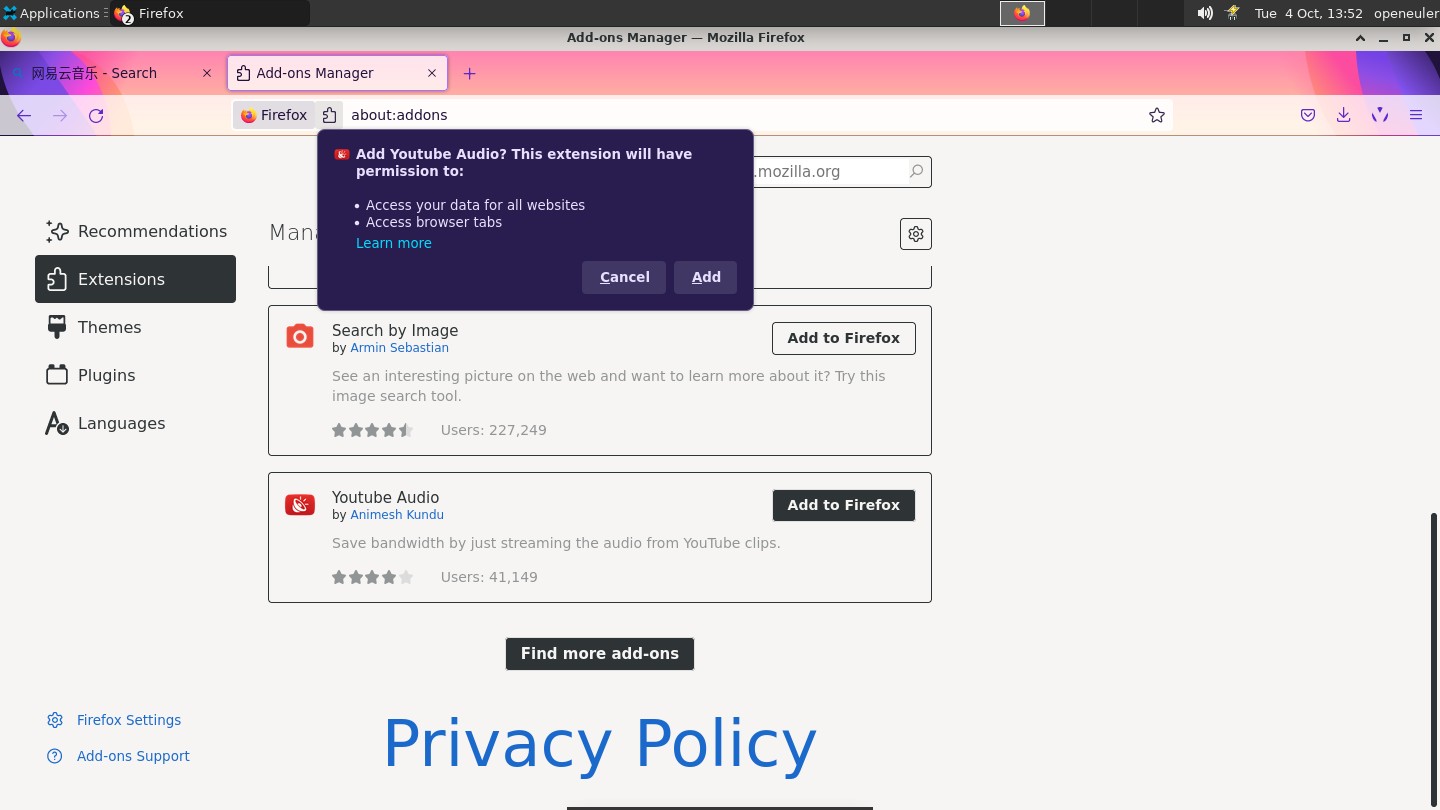 Applications
2
Firefox
Tue 4 Oct, 13:52
openeuler
Add-ons Manager — Mozilla Firefox
网易云音乐 - Search
Add-ons Manager
Firefox
about:addons
Add Youtube Audio? This extension will have
permission to:
• Access your data for all websites
• Access browser tabs
Learn more
Cancel
Add
.mozilla.org
Recommendations
Extensions
Themes
Plugins
Languages
Search by Image
by Armin Sebastian
Add to Firefox
See an interesting picture on the web and want to learn more about it? Try this
image search tool.
Users: 227,249
Youtube Audio
by Animesh Kundu
Add to Firefox
Save bandwidth by just streaming the audio from YouTube clips.
Users: 41,149
Find more add-ons
Firefox Settings
Add-ons Support
Privacy Policy